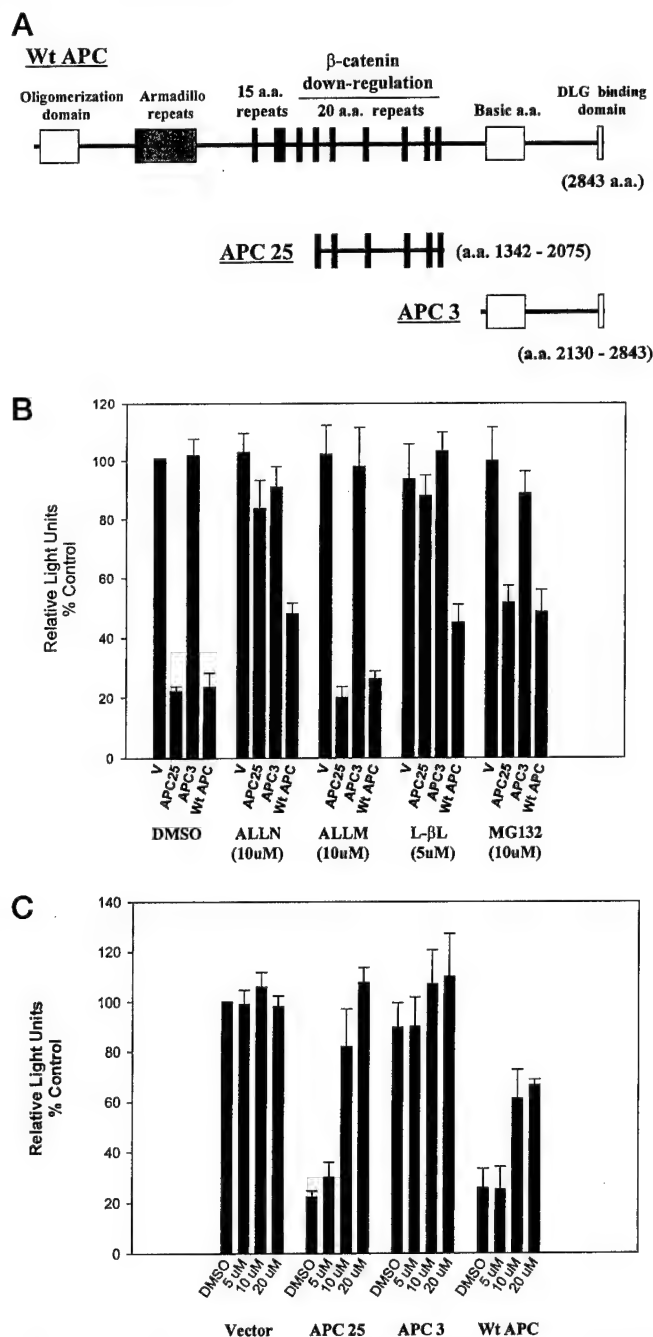 A
Wt APC
β-catenin
down-regulation
Oligomerization
domain
Armadillo
repeats
15 a.a.
repeats
20 a.a. repeats
Basic a.a.
DLG binding
domain
(2843 a.a.)
APC 25
(a.a. 1342 - 2075)
APC 3
(a.a. 2130 - 2843)
B
Relative Light Units
% Control
120
100
80
60
40
20
0
V
APC25
APC3
Wt APC
V
APC25
APC3
Wt APC
V
APC25
APC3
Wt APC
V
APC25
APC3
Wt APC
V
APC25
APC3
Wt APC
DMSO
ALLN
(10uM)
ALLM
(10uM)
L-βL
(5uM)
MG132
(10uM)
C
Relative Light Units
% Control
140
120
100
80
60
40
20
0
DMSO
5 uM
10 uM
20 uM
DMSO
5 uM
10 uM
20 uM
DMSO
5 uM
10 uM
20 uM
DMSO
5 uM
10 uM
20 uM
Vector
APC 25
APC 3
Wt APC